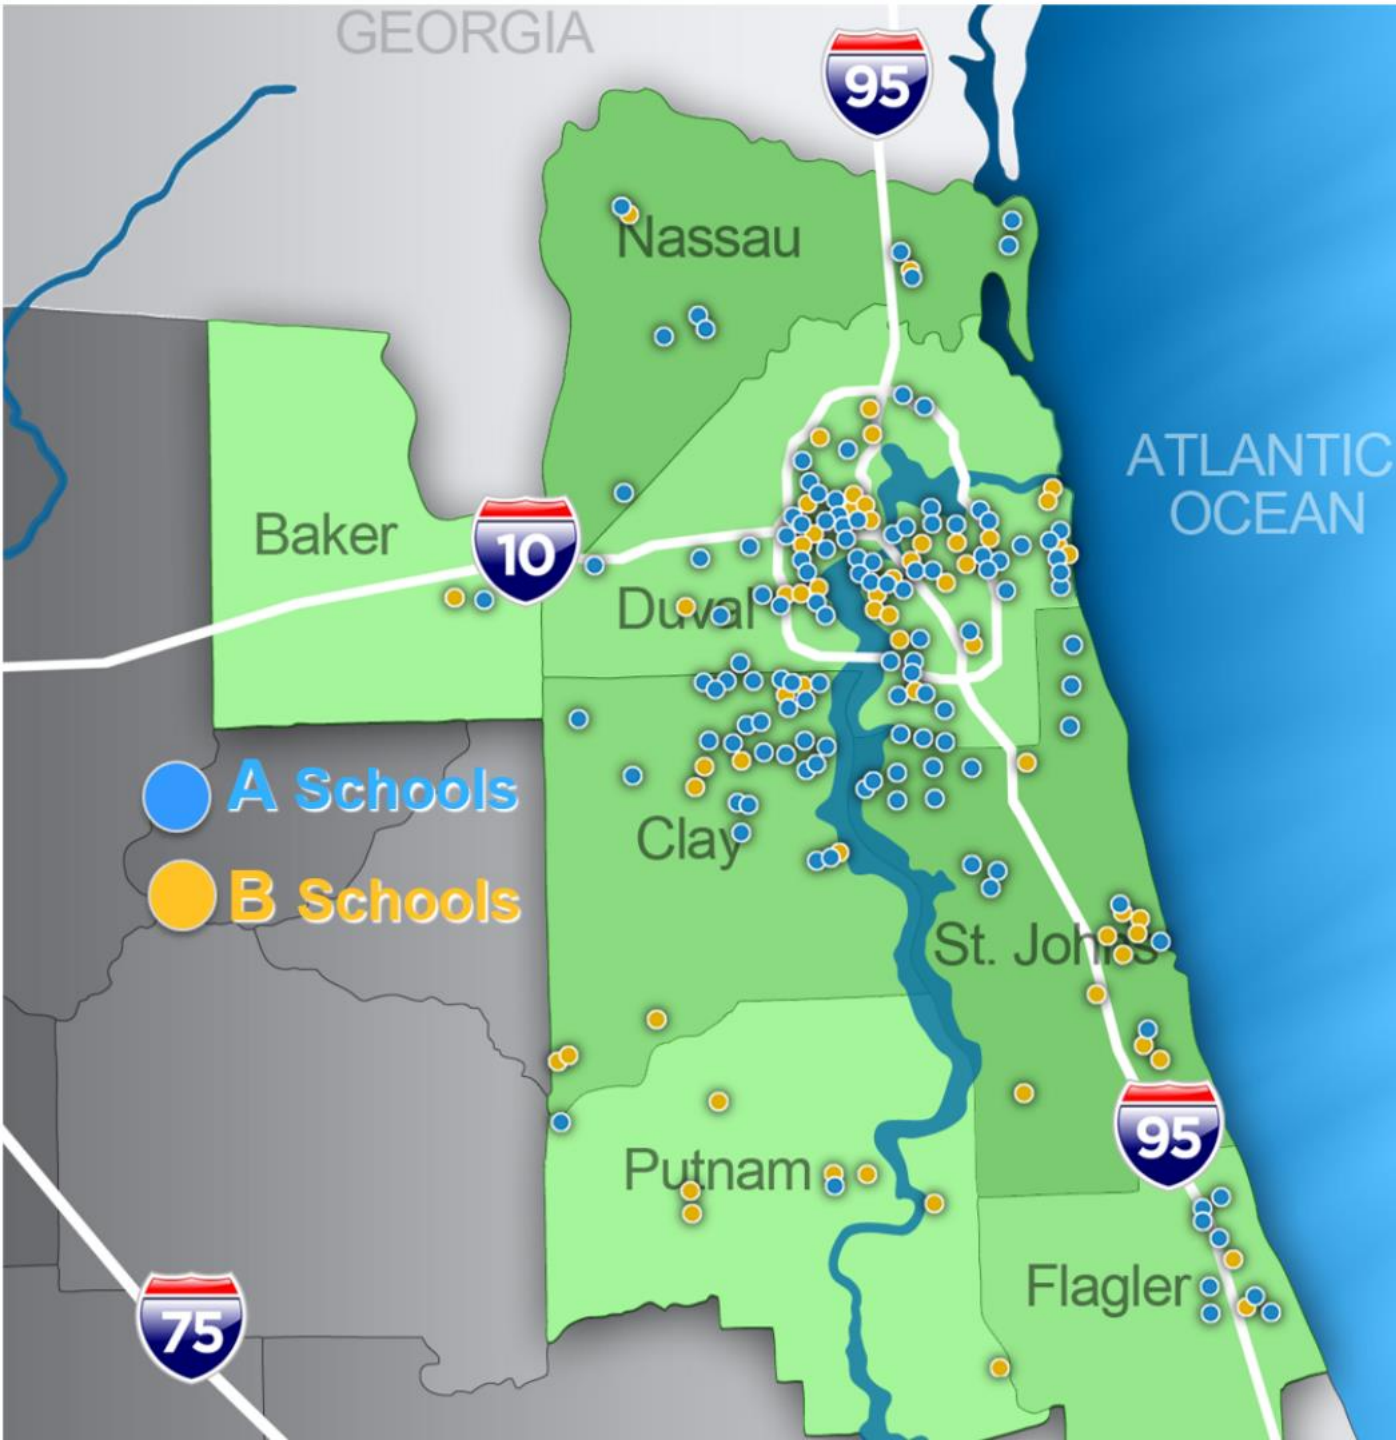 GEORGIA
95
Nassau
ATLANTIC
OCEAN
Baker
10
Duval
A Schools
Clay
B Schools
St. Johns
95
Putnam
Flagler
75